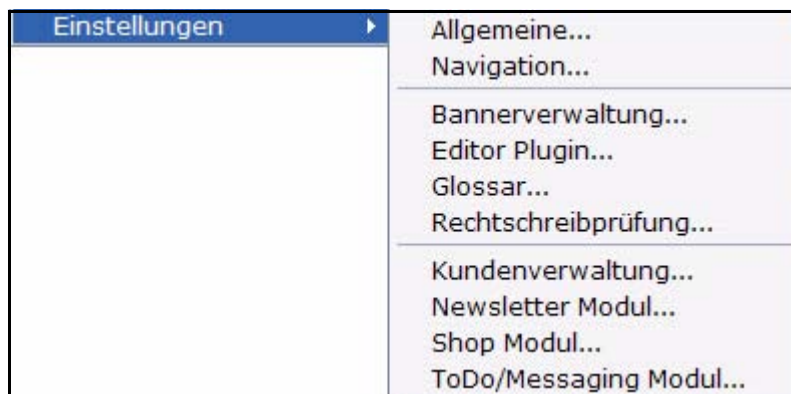 Einstellungen
Allgemeine...
Navigation...
Bannerverwaltung...
Editor Plugin...
Glossar...
Rechtschreibprüfung...
Kundenverwaltung...
Newsletter Modul...
Shop Modul...
ToDo/Messaging Modul...